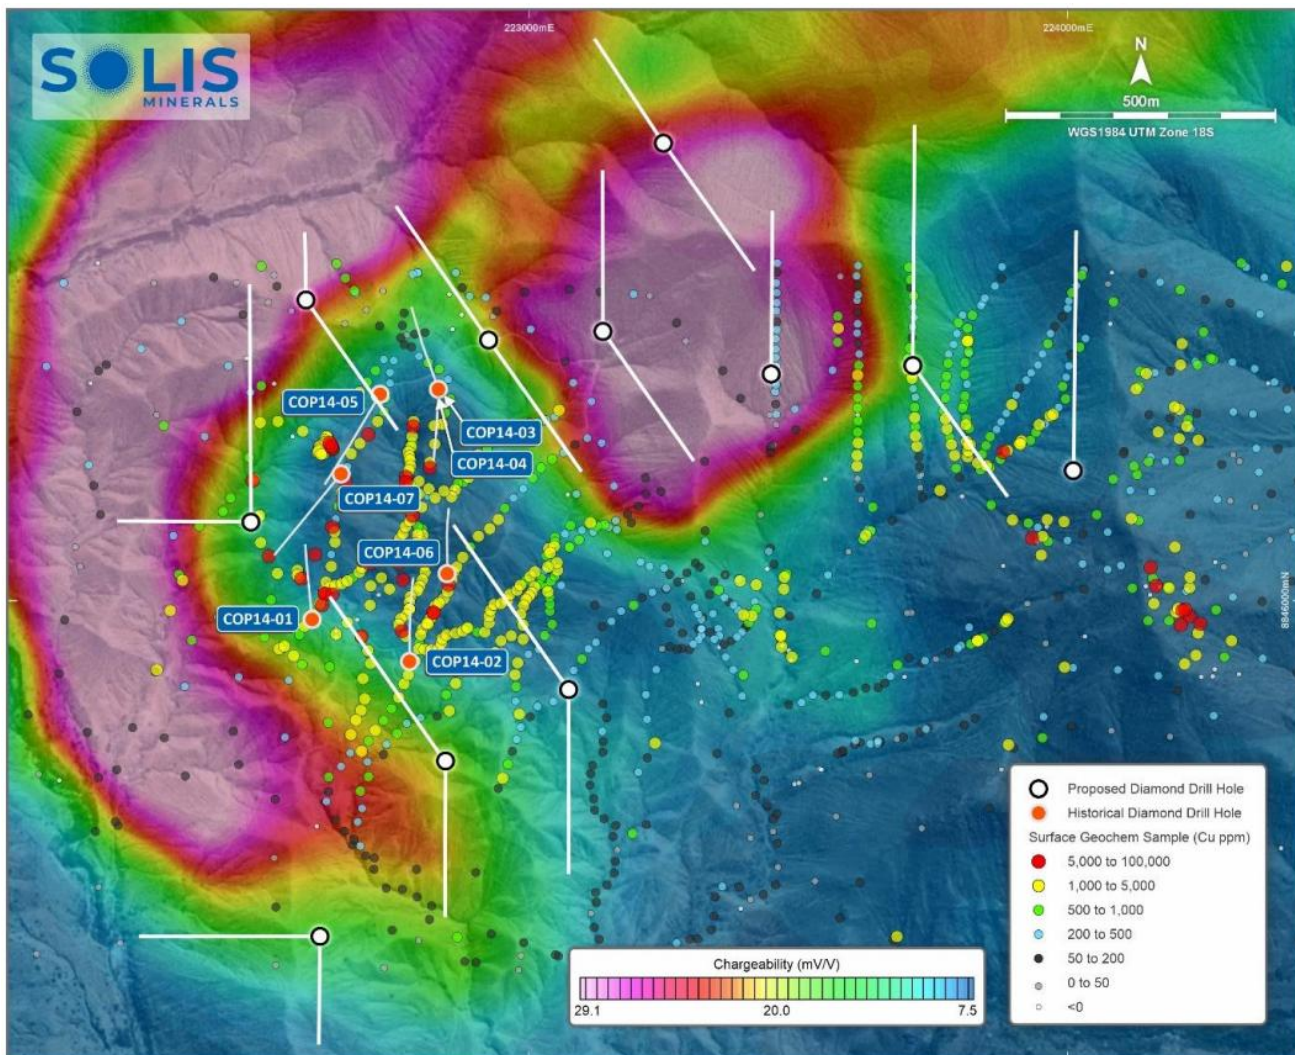 SOLIS
MINERALS
223000mE
224000mE
N
500m
WGS1984 UTM Zone 18S
COP14-05
COP14-03
COP14-04
COP14-07
COP14-06
COP14-01
COP14-02
8846000mN
Proposed Diamond Drill Hole
Historical Diamond Drill Hole
Surface Geochem Sample (Cu ppm)
5,000 to 100,000
1,000 to 5,000
500 to 1,000
200 to 500
50 to 200
0 to 50
<0
Chargeability (mV/V)
29.1 20.0 7.5